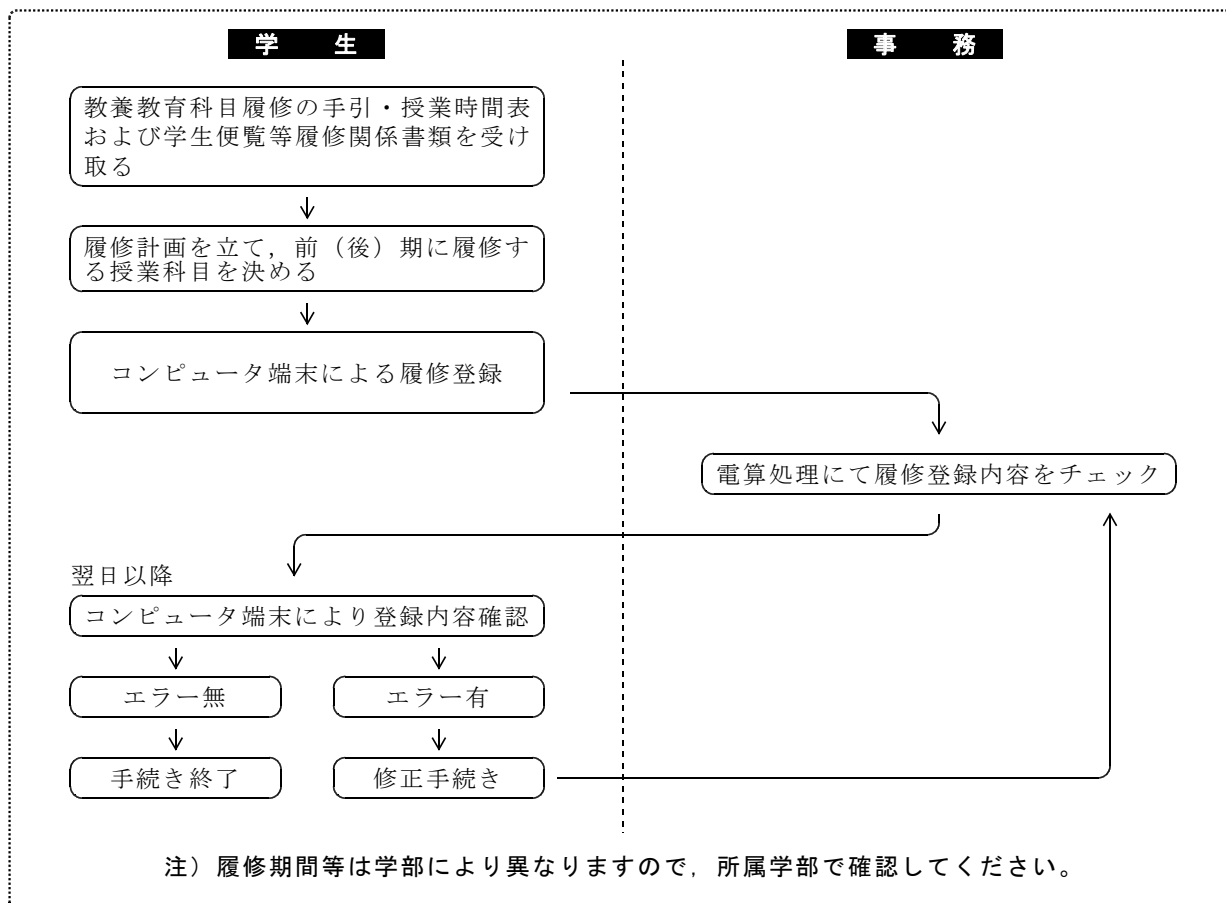 学 生
事 務
教養教育科目履修の手引・授業時間表
および学生便覧等履修関係書類を受け
取る
履修計画を立て，前（後）期に履修す
る授業科目を決める
コンピュータ端末による履修登録
電算処理にて履修登録内容をチェック
翌日以降
コンピュータ端末により登録内容確認
エラー無
エラー有
手続き終了
修正手続き
注）履修期間等は学部により異なりますので，所属学部で確認してください。